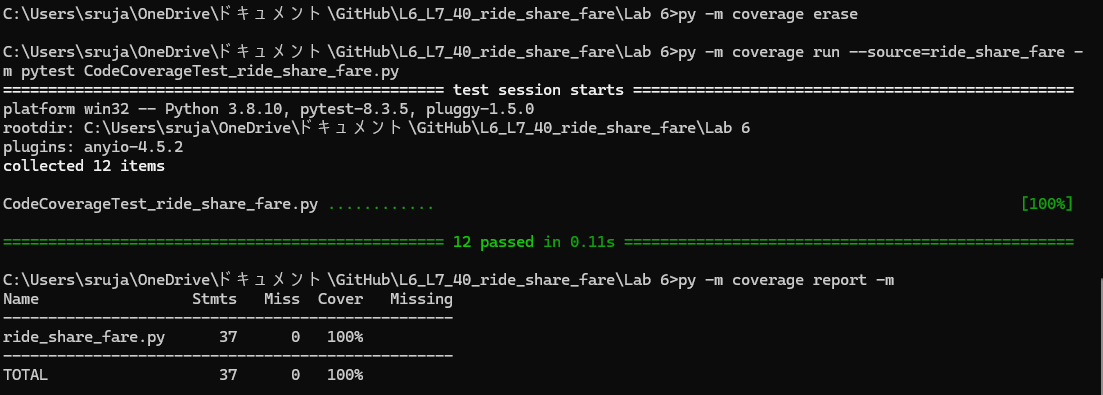 C:\Users\sruja\OneDrive\ドキュメント\GitHub\L6_L7_40_ride_share_fare\Lab 6>py -m coverage erase
C:\Users\sruja\OneDrive\ドキュメント\GitHub\L6_L7_40_ride_share_fare\Lab 6>py -m coverage run --source=ride_share_fare -
m pytest CodeCoverageTest_ride_share_fare.py
================================================= test session starts =================================================
platform win32 -- Python 3.8.10, pytest-8.3.5, pluggy-1.5.0
rootdir: C:\Users\sruja\OneDrive\ドキュメント\GitHub\L6_L7_40_ride_share_fare\Lab 6
plugins: anyio-4.5.2
collected 12 items
CodeCoverageTest_ride_share_fare.py ............ [100%]
================================================= 12 passed in 0.11s ==================================================
C:\Users\sruja\OneDrive\ドキュメント\GitHub\L6_L7_40_ride_share_fare\Lab 6>py -m coverage report -m
Name                 Stmts   Miss  Cover   Missing
--------------------------------------------------
ride_share_fare.py      37      0   100%
--------------------------------------------------
TOTAL                   37      0   100%